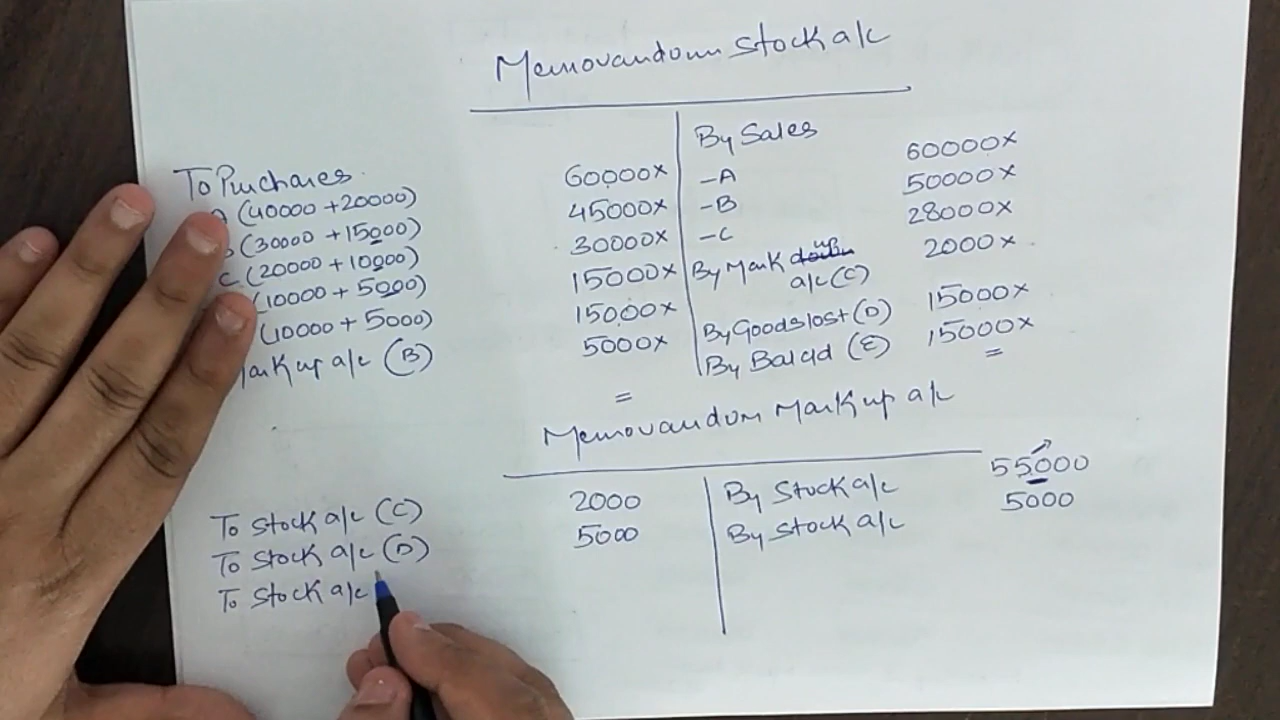 Memorandum Stock a/c
To Purchases
(40000 + 20000) 60000x
(30000 + 15000) 45000x
C (20000 + 10000) 30000x
(10000 + 5000) 15000x
(10000 + 5000) 15000x
Mark up a/c (B) 5000x
=
By Sales
-A 60000x
-B 50000x
-C 28000x
By Mark up a/c (C) 2000x
By Goods lost (D) 15000x
By Bal c/d (E) 15000x
=
Memorandum Mark up a/c
To Stock a/c (C) 2000
To Stock a/c (D) 5000
To Stock a/c
By Stock a/c 55000
By Stock a/c 5000